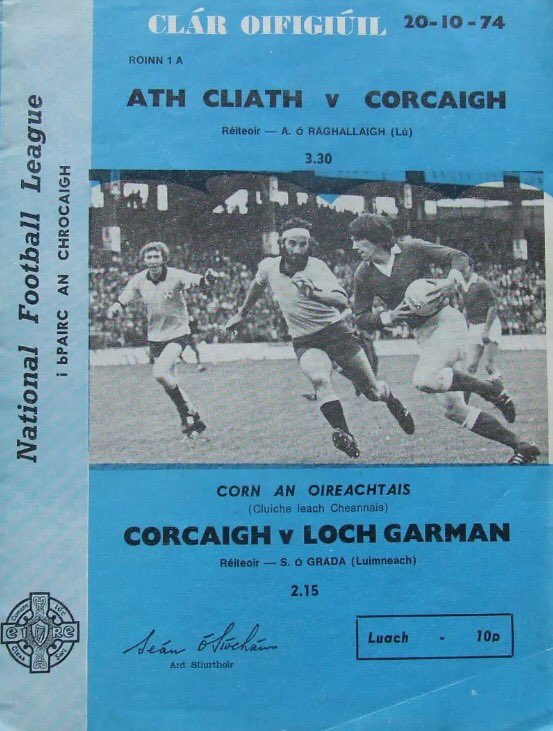 CLÁR OIFIGIÚIL 20-10-74
ROINN 1 A
ATH CLIATH v CORCAIGH
Réiteoir — A. ó RAGHALLAIGH (Lú)
3.30
National Football League
i bPAIRC AN CHROCAIGH
CORN AN OIREACHTAIS
(Cluiche leach Cheannais)
CORCAIGH v LOCH GARMAN
Réiteoir — S. ó GRADA (Luimneach)
2.15
Seán Ó Síocháin
Ard Stiurthoir
Luach - 10p
EIRE